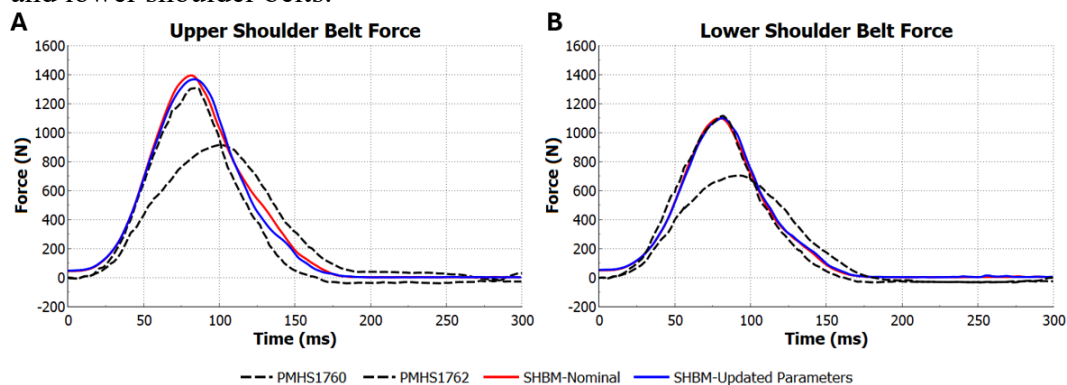 and lower shoulder belts.
A
Upper Shoulder Belt Force
1600
1400
1200
1000
800
600
400
200
0
-200
Force (N)
0 50 100 150 200 250 300
Time (ms)
B
Lower Shoulder Belt Force
1600
1400
1200
1000
800
600
400
200
0
-200
Force (N)
0 50 100 150 200 250 300
Time (ms)
PMHS1760 PMHS1762 SHBM-Nominal SHBM-Updated Parameters